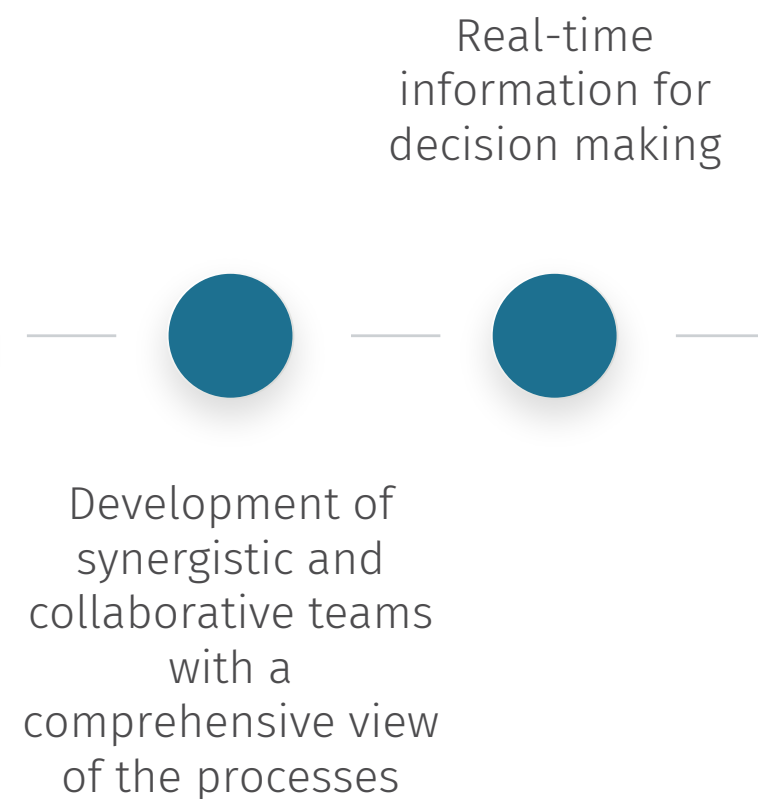 Real-time
information for
decision making
Development of
synergistic and
collaborative teams
with a
comprehensive view
of the processes